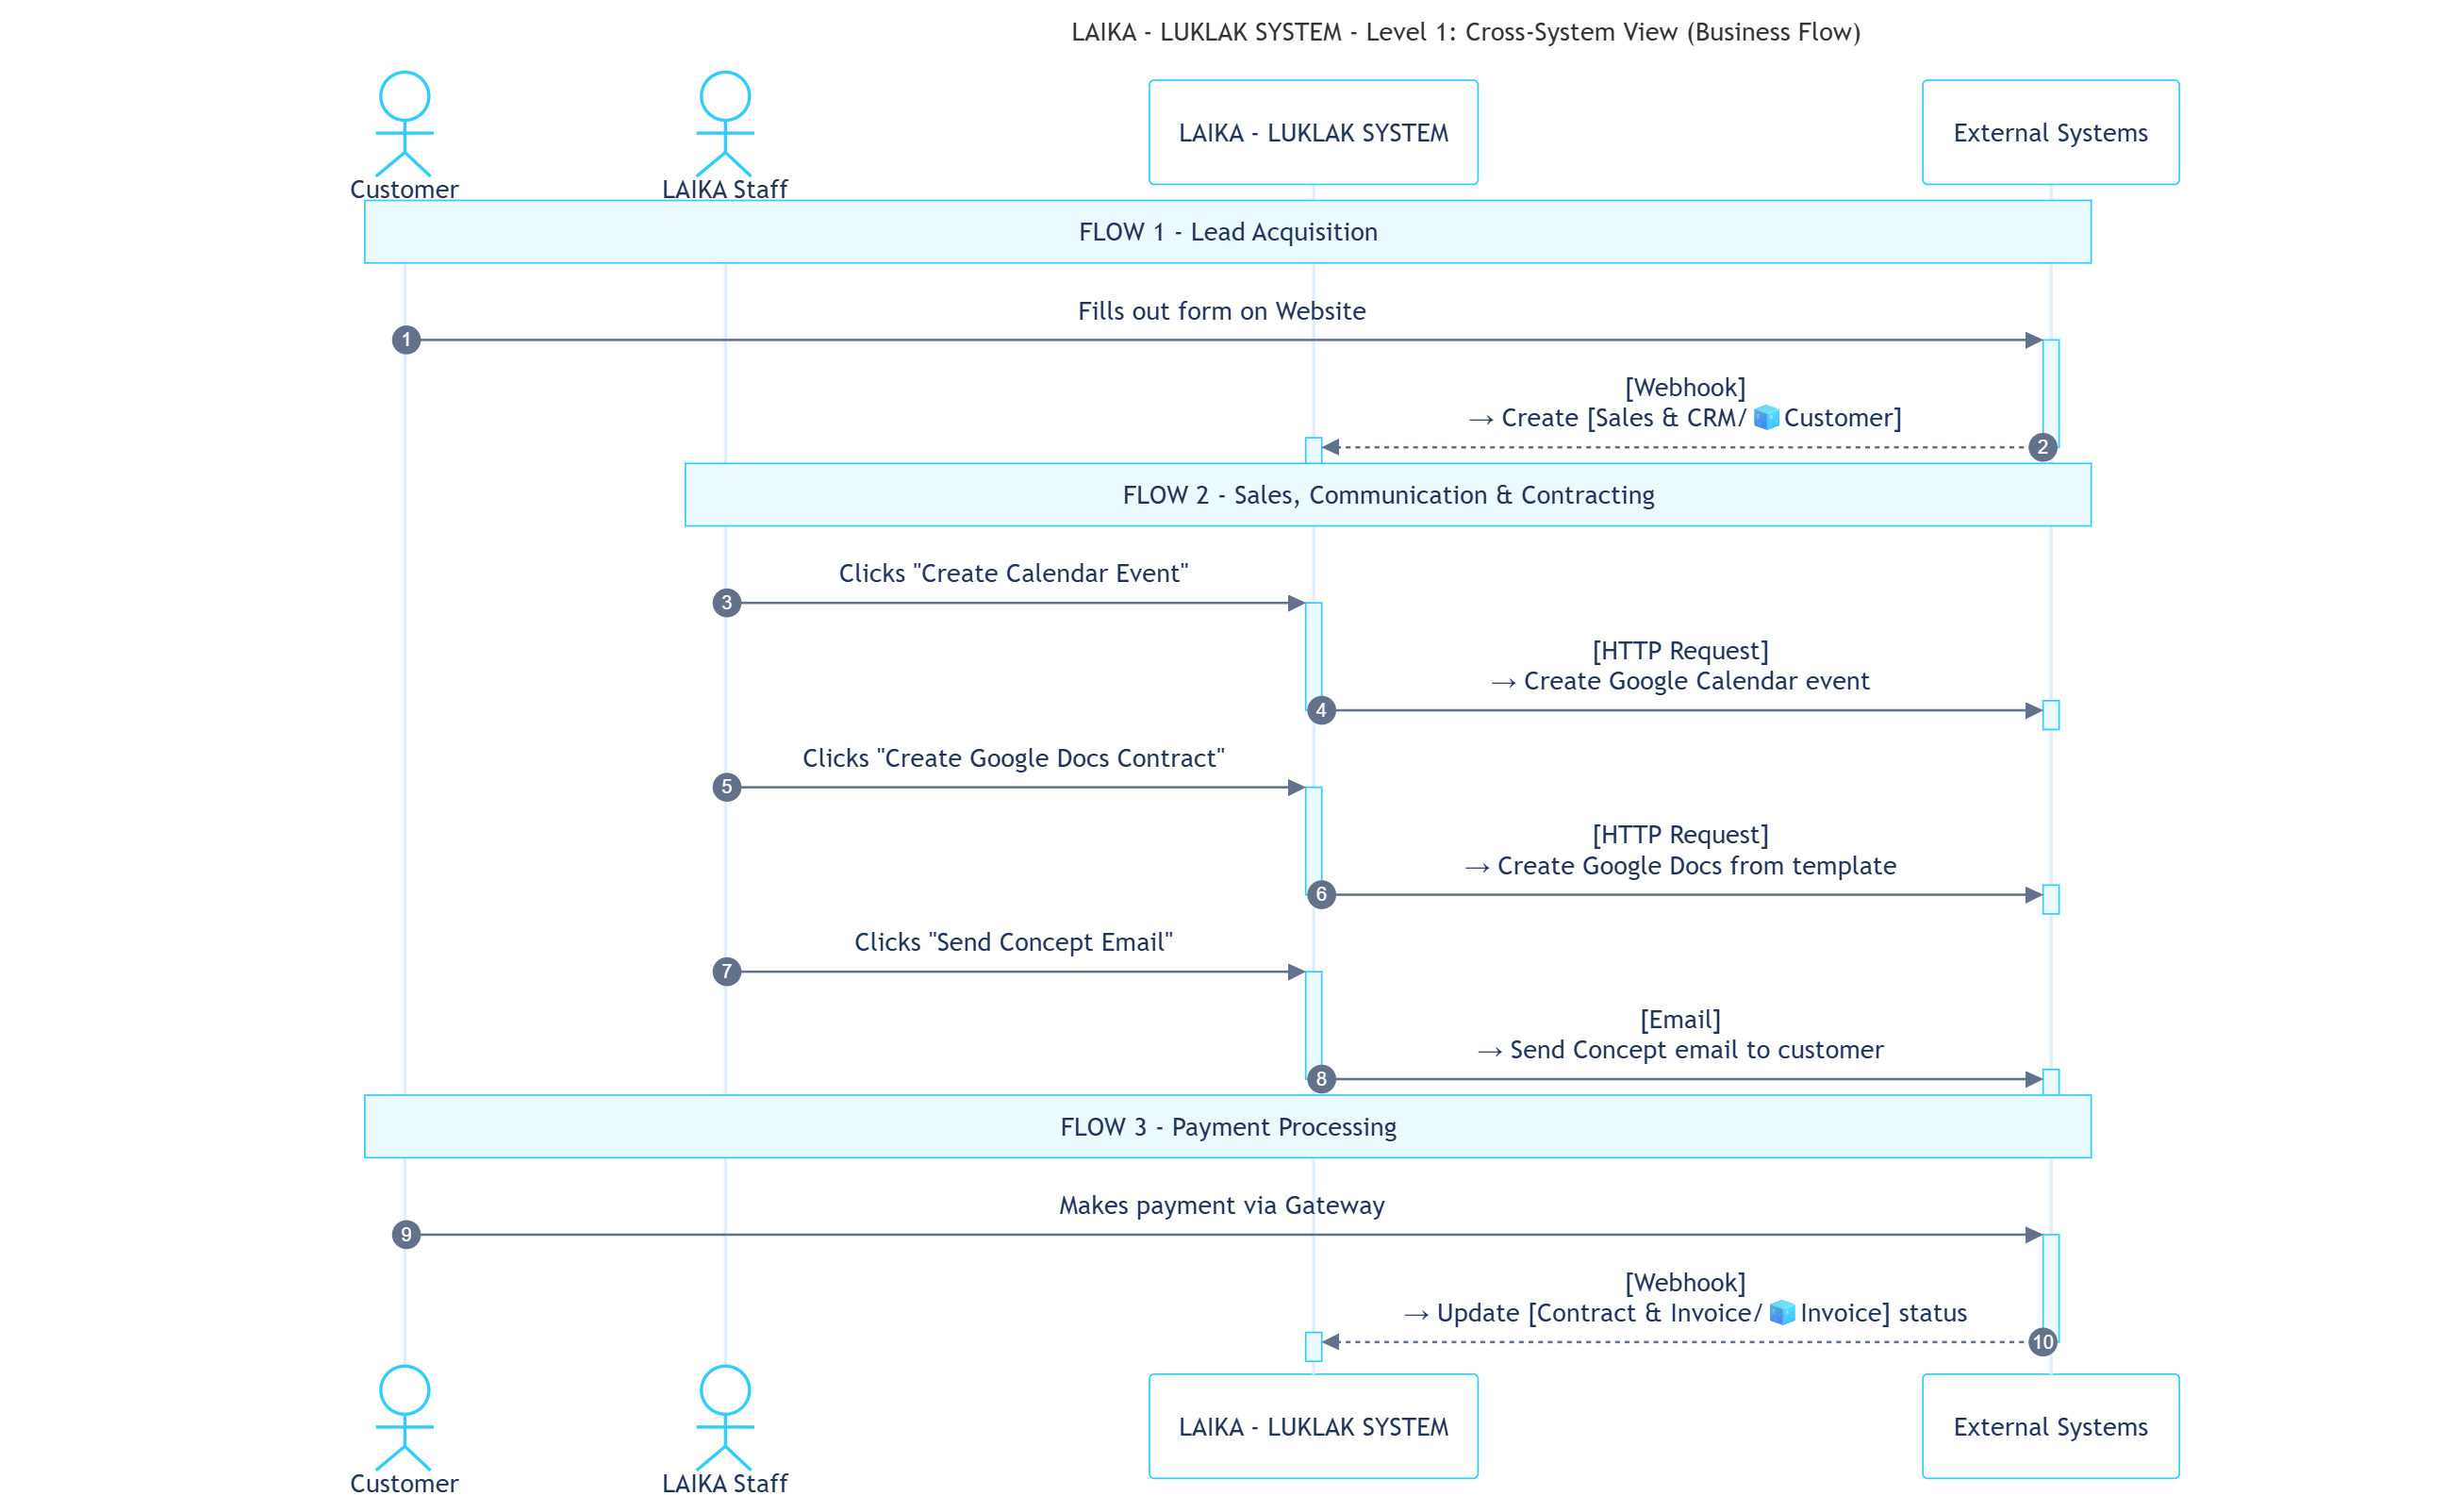 LAIKA - LUKLAK SYSTEM - Level 1: Cross-System View (Business Flow)
Customer
LAIKA Staff
LAIKA - LUKLAK SYSTEM
External Systems
FLOW 1 - Lead Acquisition
Fills out form on Website
1
[Webhook]
→ Create [Sales & CRM/ 🧊Customer]
2
FLOW 2 - Sales, Communication & Contracting
Clicks "Create Calendar Event"
3
[HTTP Request]
→ Create Google Calendar event
4
Clicks "Create Google Docs Contract"
5
[HTTP Request]
→ Create Google Docs from template
6
Clicks "Send Concept Email"
7
[Email]
→ Send Concept email to customer
8
FLOW 3 - Payment Processing
Makes payment via Gateway
9
[Webhook]
→ Update [Contract & Invoice/ 🧊Invoice] status
10
Customer
LAIKA Staff
LAIKA - LUKLAK SYSTEM
External Systems